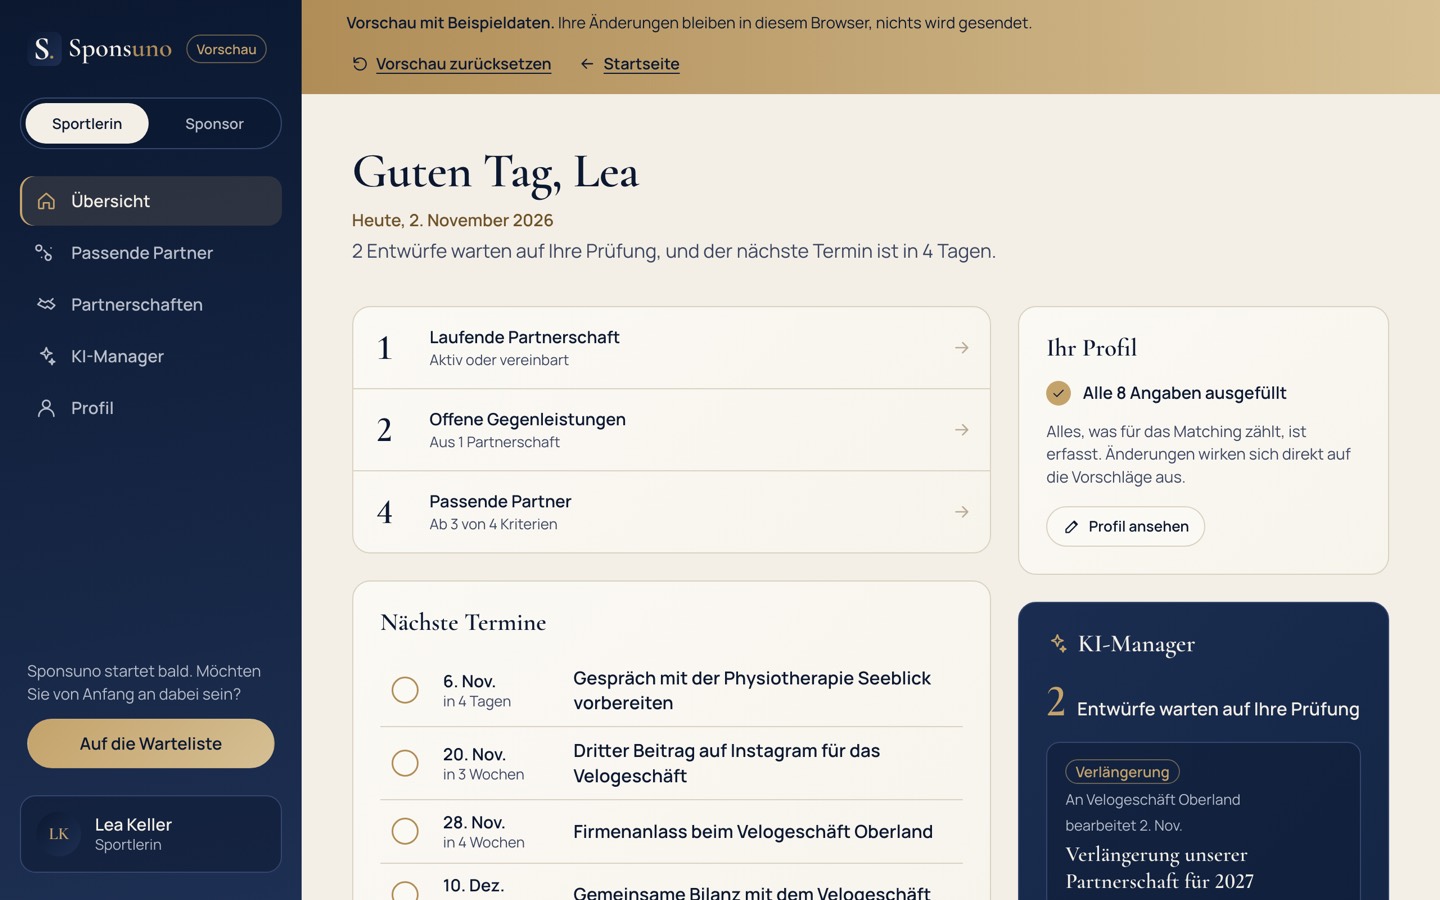 S. Sponsuno Vorschau
Sportlerin Sponsor
Übersicht
Passende Partner
Partnerschaften
KI-Manager
Profil
Sponsuno startet bald. Möchten
Sie von Anfang an dabei sein?
Auf die Warteliste
LK
Lea Keller
Sportlerin
Vorschau mit Beispieldaten. Ihre Änderungen bleiben in diesem Browser, nichts wird gesendet.
Vorschau zurücksetzen Startseite
Guten Tag, Lea
Heute, 2. November 2026
2 Entwürfe warten auf Ihre Prüfung, und der nächste Termin ist in 4 Tagen.
1
Laufende Partnerschaft
Aktiv oder vereinbart
2
Offene Gegenleistungen
Aus 1 Partnerschaft
4
Passende Partner
Ab 3 von 4 Kriterien
Nächste Termine
6. Nov.
in 4 Tagen
Gespräch mit der Physiotherapie Seeblick
vorbereiten
20. Nov.
in 3 Wochen
Dritter Beitrag auf Instagram für das
Velogeschäft
28. Nov.
in 4 Wochen
Firmenanlass beim Velogeschäft Oberland
10. Dez.
Gemeinsame Bilanz mit dem Velogeschäft
Ihr Profil
Alle 8 Angaben ausgefüllt
Alles, was für das Matching zählt, ist
erfasst. Änderungen wirken sich direkt auf
die Vorschläge aus.
Profil ansehen
KI-Manager
2 Entwürfe warten auf Ihre Prüfung
Verlängerung
An Velogeschäft Oberland
bearbeitet 2. Nov.
Verlängerung unserer
Partnerschaft für 2027